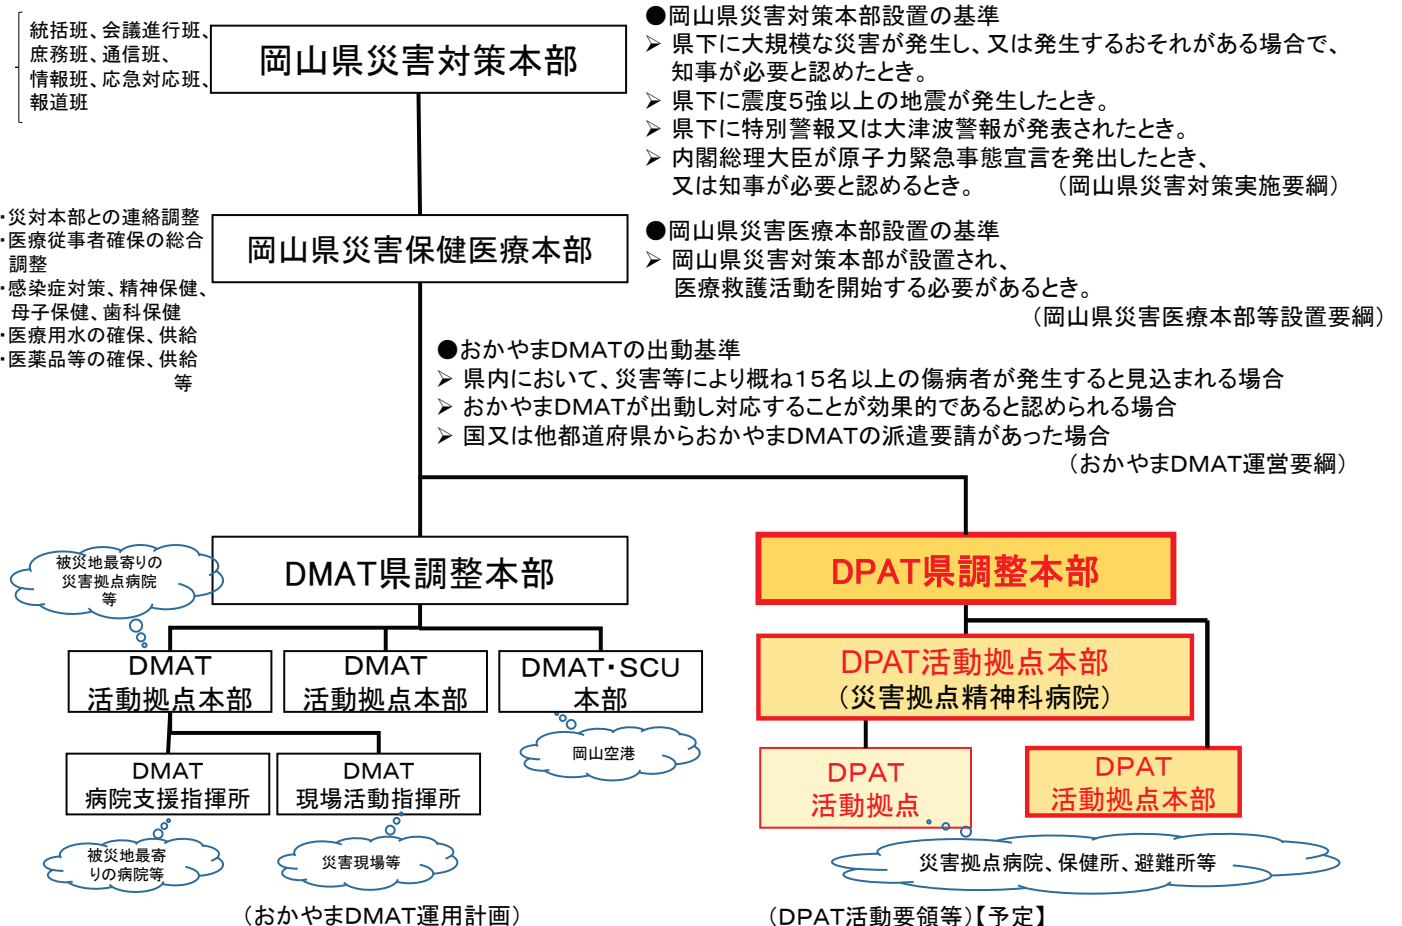 統括班、会議進行班、
庶務班、通信班、
情報班、応急対応班、
報道班
岡山県災害対策本部
●岡山県災害対策本部設置の基準
➢ 県下に大規模な災害が発生し、又は発生するおそれがある場合で、
知事が必要と認めたとき。
➢ 県下に震度5強以上の地震が発生したとき。
➢ 県下に特別警報又は大津波警報が発表されたとき。
➢ 内閣総理大臣が原子力緊急事態宣言を発出したとき、
又は知事が必要と認めるとき。 （岡山県災害対策実施要綱）
・災対本部との連絡調整
・医療従事者確保の総合
調整
・感染症対策、精神保健、
母子保健、歯科保健
・医療用水の確保、供給
・医薬品等の確保、供給
等
岡山県災害保健医療本部
●岡山県災害医療本部設置の基準
➢ 岡山県災害対策本部が設置され、
医療救護活動を開始する必要があるとき。
（岡山県災害医療本部等設置要綱）
●おかやまDMATの出動基準
➢ 県内において、災害等により概ね15名以上の傷病者が発生すると見込まれる場合
➢ おかやまDMATが出動し対応することが効果的であると認められる場合
➢ 国又は他都道府県からおかやまDMATの派遣要請があった場合
（おかやまDMAT運営要綱）
被災地最寄りの
災害拠点病院
等
DMAT県調整本部
DPAT県調整本部
DMAT
活動拠点本部
DMAT
活動拠点本部
DMAT・SCU
本部
DPAT活動拠点本部
（災害拠点精神科病院）
岡山空港
DMAT
病院支援指揮所
DMAT
現場活動指揮所
DPAT
活動拠点
DPAT
活動拠点本部
被災地最寄
りの病院等
災害現場等
災害拠点病院、保健所、避難所等
（おかやまDMAT運用計画）
（DPAT活動要領等）【予定】